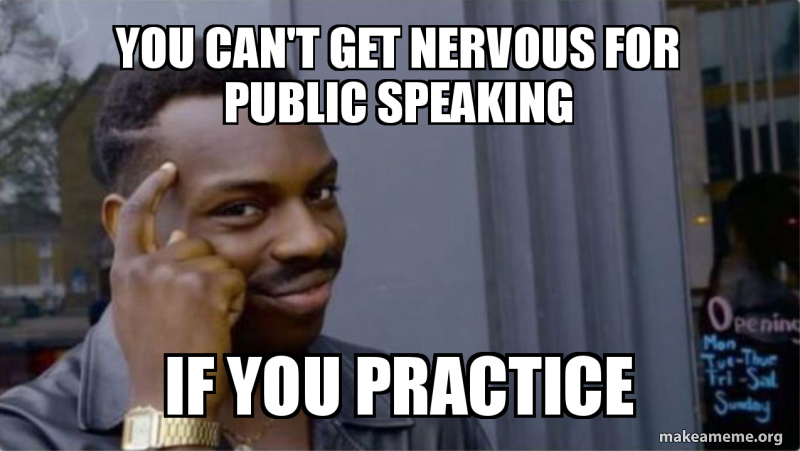 YOU CAN'T GET NERVOUS FOR
PUBLIC SPEAKING
Opening
Mon
Tue-Thur
Fri-Sat
Sunday
IF YOU PRACTICE
makeameme.org